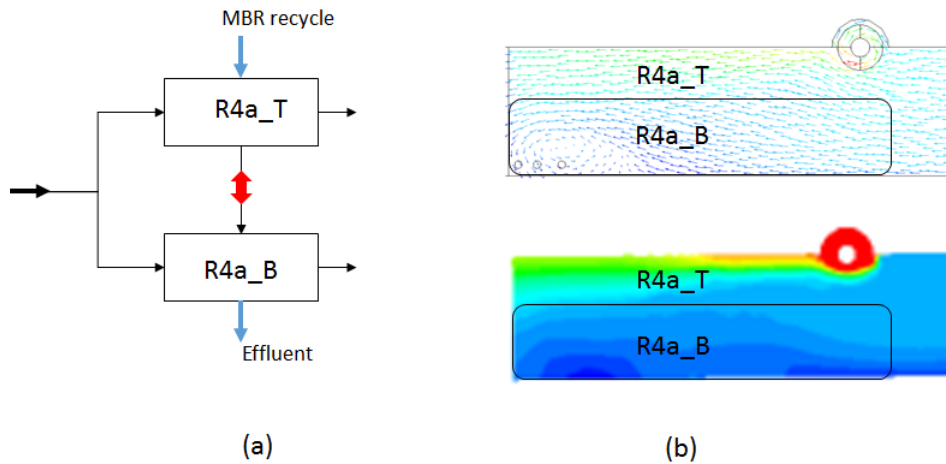 MBR recycle
R4a_T
R4a_B
Effluent
(a)
R4a_T
R4a_B
R4a_T
R4a_B
(b)